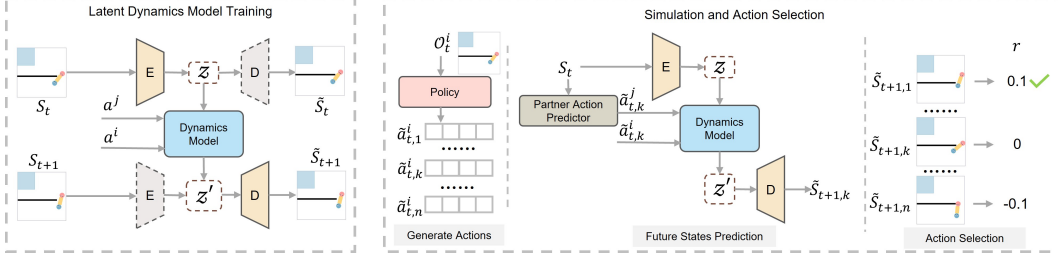 Latent Dynamics Model Training
E
z
D
S_t
S̃_t
a^j
a^i
Dynamics
Model
S_{t+1}
S̃_{t+1}
E
z'
D
Simulation and Action Selection
𝒪_t^i
Policy
ã_{t,1}^i
......
ã_{t,k}^i
......
ã_{t,n}^i
Generate Actions
S_t
E
z
Partner Action
Predictor
ã_{t,k}^j
ã_{t,k}^i
Dynamics
Model
z'
D
S̃_{t+1,k}
Future States Prediction
r
S̃_{t+1,1}
0.1
......
S̃_{t+1,k}
0
......
S̃_{t+1,n}
-0.1
Action Selection